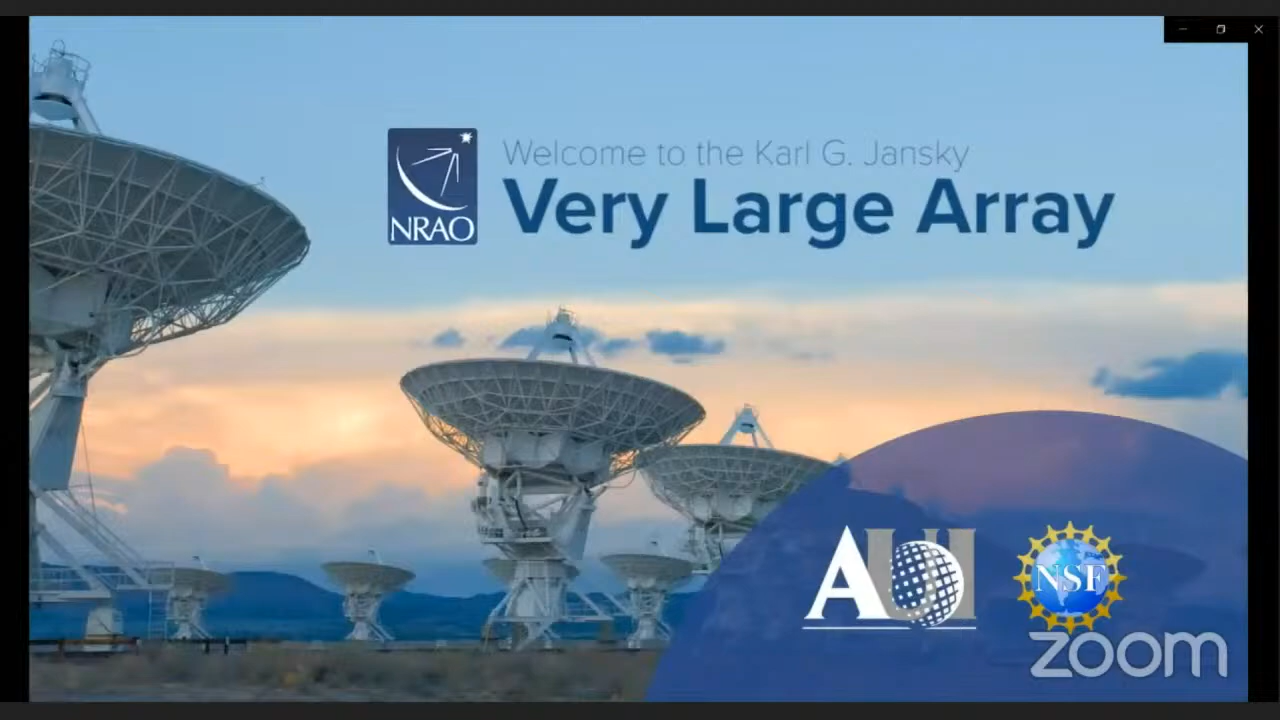 Welcome to the Karl G. Jansky
Very Large Array
NRAO
AUI
NSF
zoom